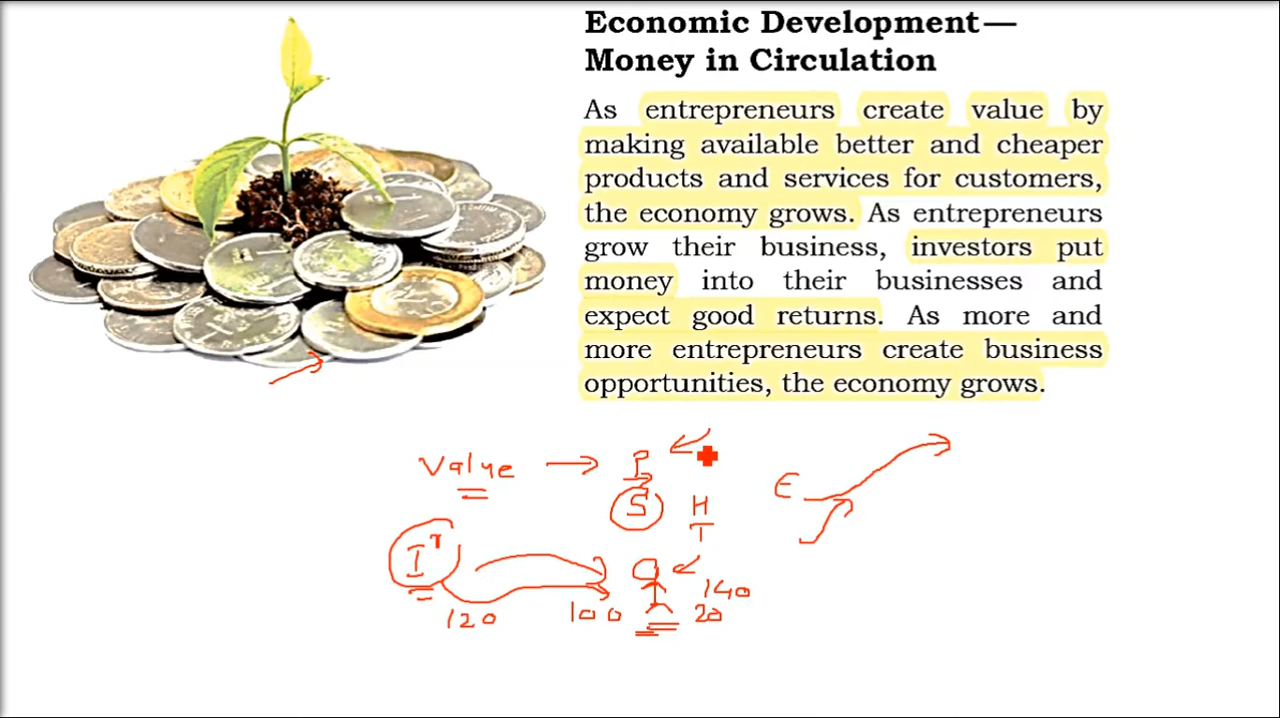 Economic Development—
Money in Circulation
As entrepreneurs create value by
making available better and cheaper
products and services for customers,
the economy grows. As entrepreneurs
grow their business, investors put
money into their businesses and
expect good returns. As more and
more entrepreneurs create business
opportunities, the economy grows.
Value → P
S H
T
E
I
120 100 140
20